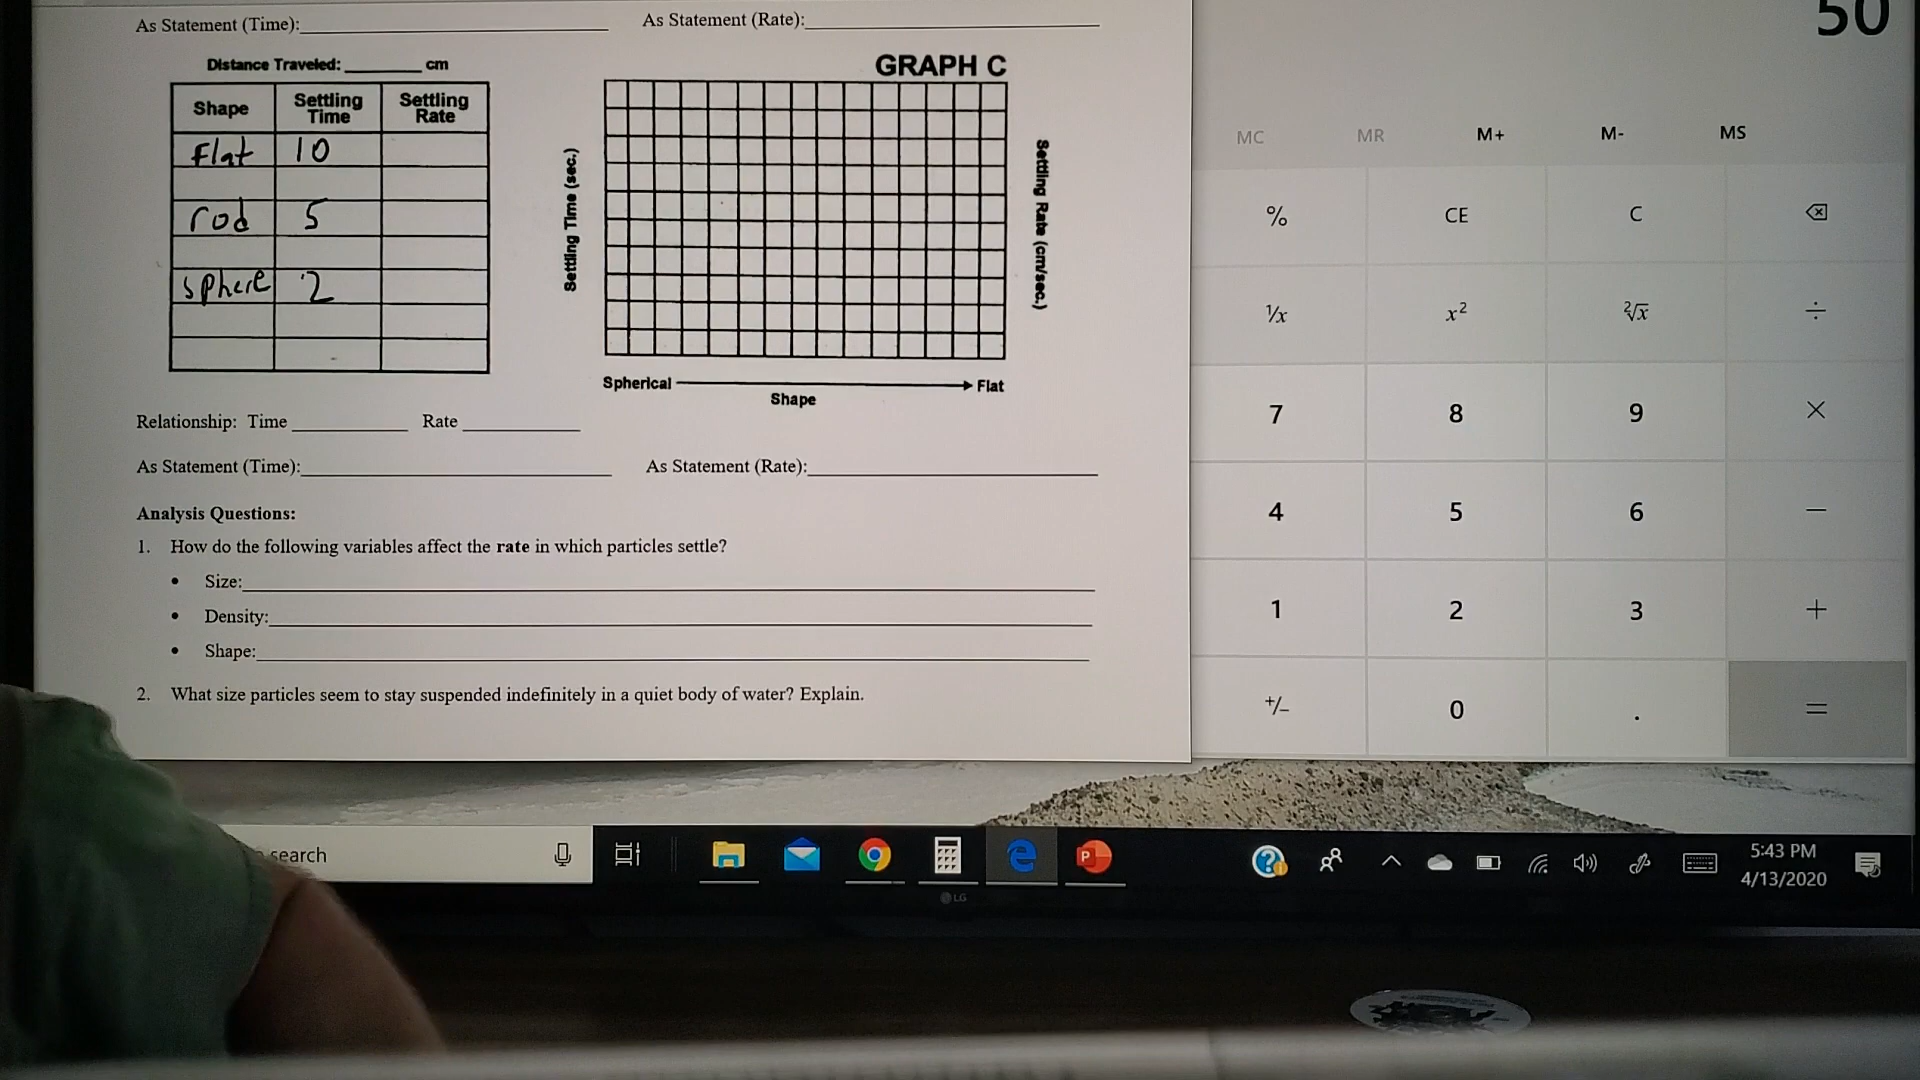 50
As Statement (Time):
As Statement (Rate):
Distance Traveled: cm
Shape Settling Time Settling Rate
Flat 10
rod 5
sphere 2
GRAPH C
Settling Time (sec.)
Settling Rate (cm/sec.)
Spherical Flat
Shape
Relationship: Time Rate
As Statement (Time):
As Statement (Rate):
Analysis Questions:
1. How do the following variables affect the rate in which particles settle?
• Size:
• Density:
• Shape:
2. What size particles seem to stay suspended indefinitely in a quiet body of water? Explain.
MC MR M+ M- MS
% CE C
⅟x x² ²√x ÷
7 8 9 ×
4 5 6 −
1 2 3 +
+/− 0 . =
search
5:43 PM
4/13/2020
LG